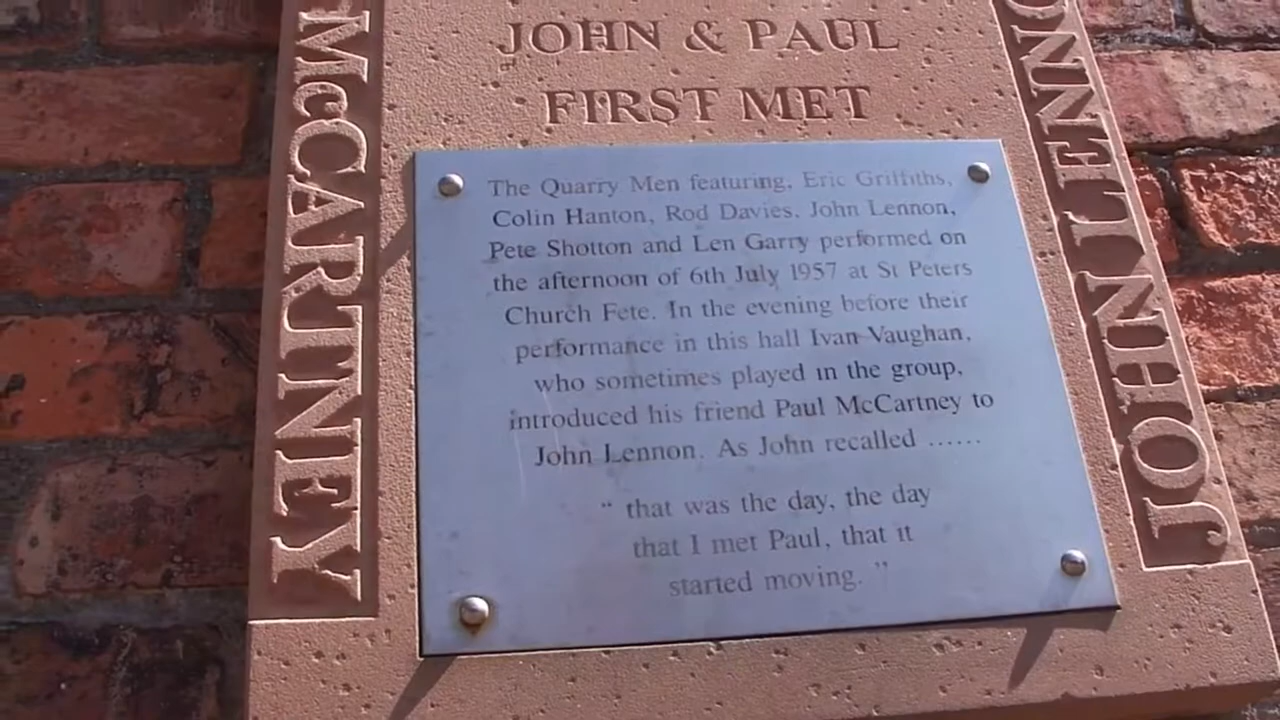 JOHN & PAUL
FIRST MET
McCARTNEY
The Quarry Men featuring, Eric Griffiths,
Colin Hanton, Rod Davies, John Lennon,
Pete Shotton and Len Garry performed on
the afternoon of 6th July 1957 at St Peters
Church Fete. In the evening before their
performance in this hall Ivan Vaughan,
who sometimes played in the group,
introduced his friend Paul McCartney to
John Lennon. As John recalled ......
“ that was the day, the day
that I met Paul, that it
started moving. ”
JOHN LENNO